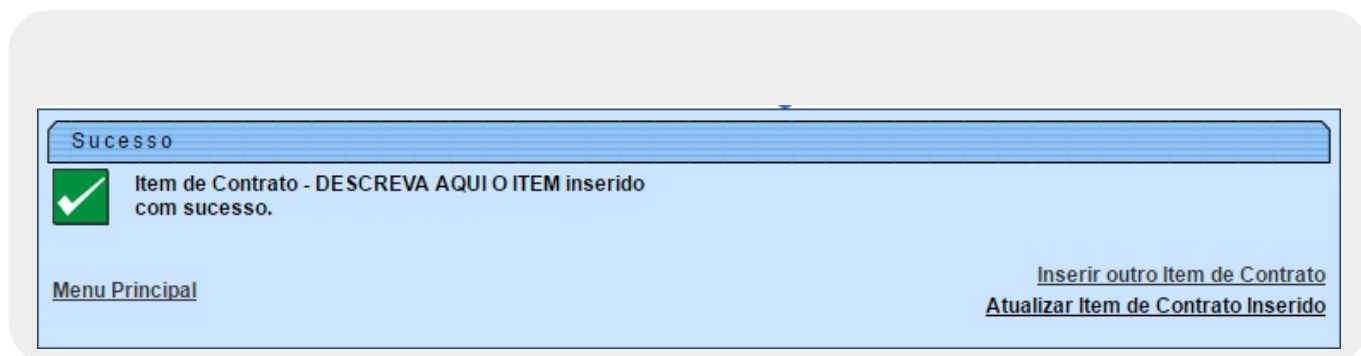 Sucesso
Item de Contrato - DESCREVA AQUI O ITEM inserido
com sucesso.
Menu Principal
Inserir outro Item de Contrato
Atualizar Item de Contrato Inserido